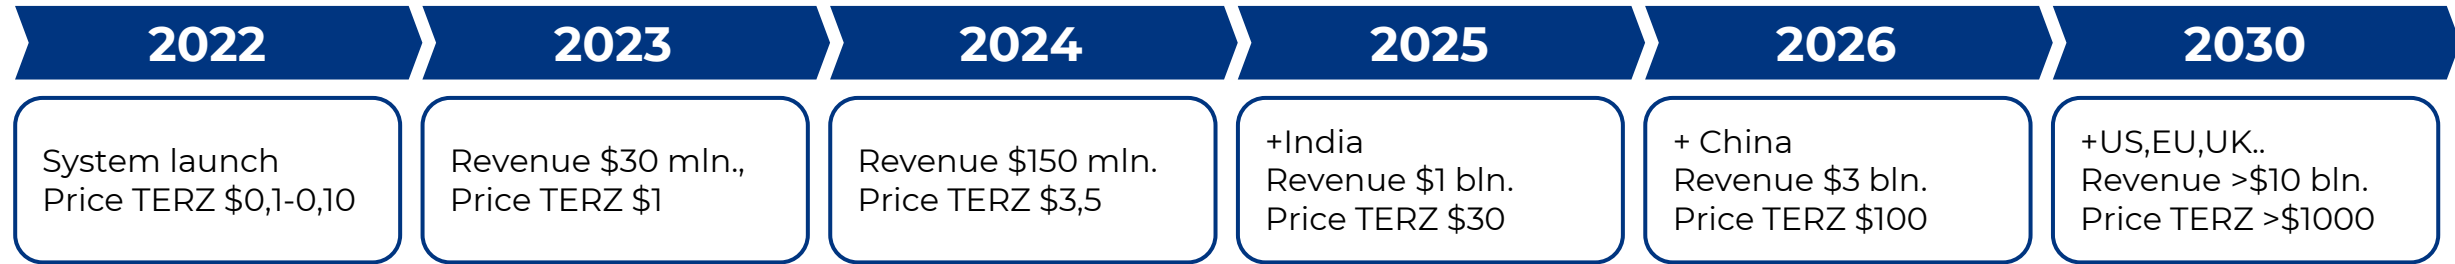 2022
System launch
Price TERZ $0,1-0,10
2023
Revenue $30 mln.,
Price TERZ $1
2024
Revenue $150 mln.
Price TERZ $3,5
2025
+India
Revenue $1 bln.
Price TERZ $30
2026
+ China
Revenue $3 bln.
Price TERZ $100
2030
+US,EU,UK..
Revenue >$10 bln.
Price TERZ >$1000